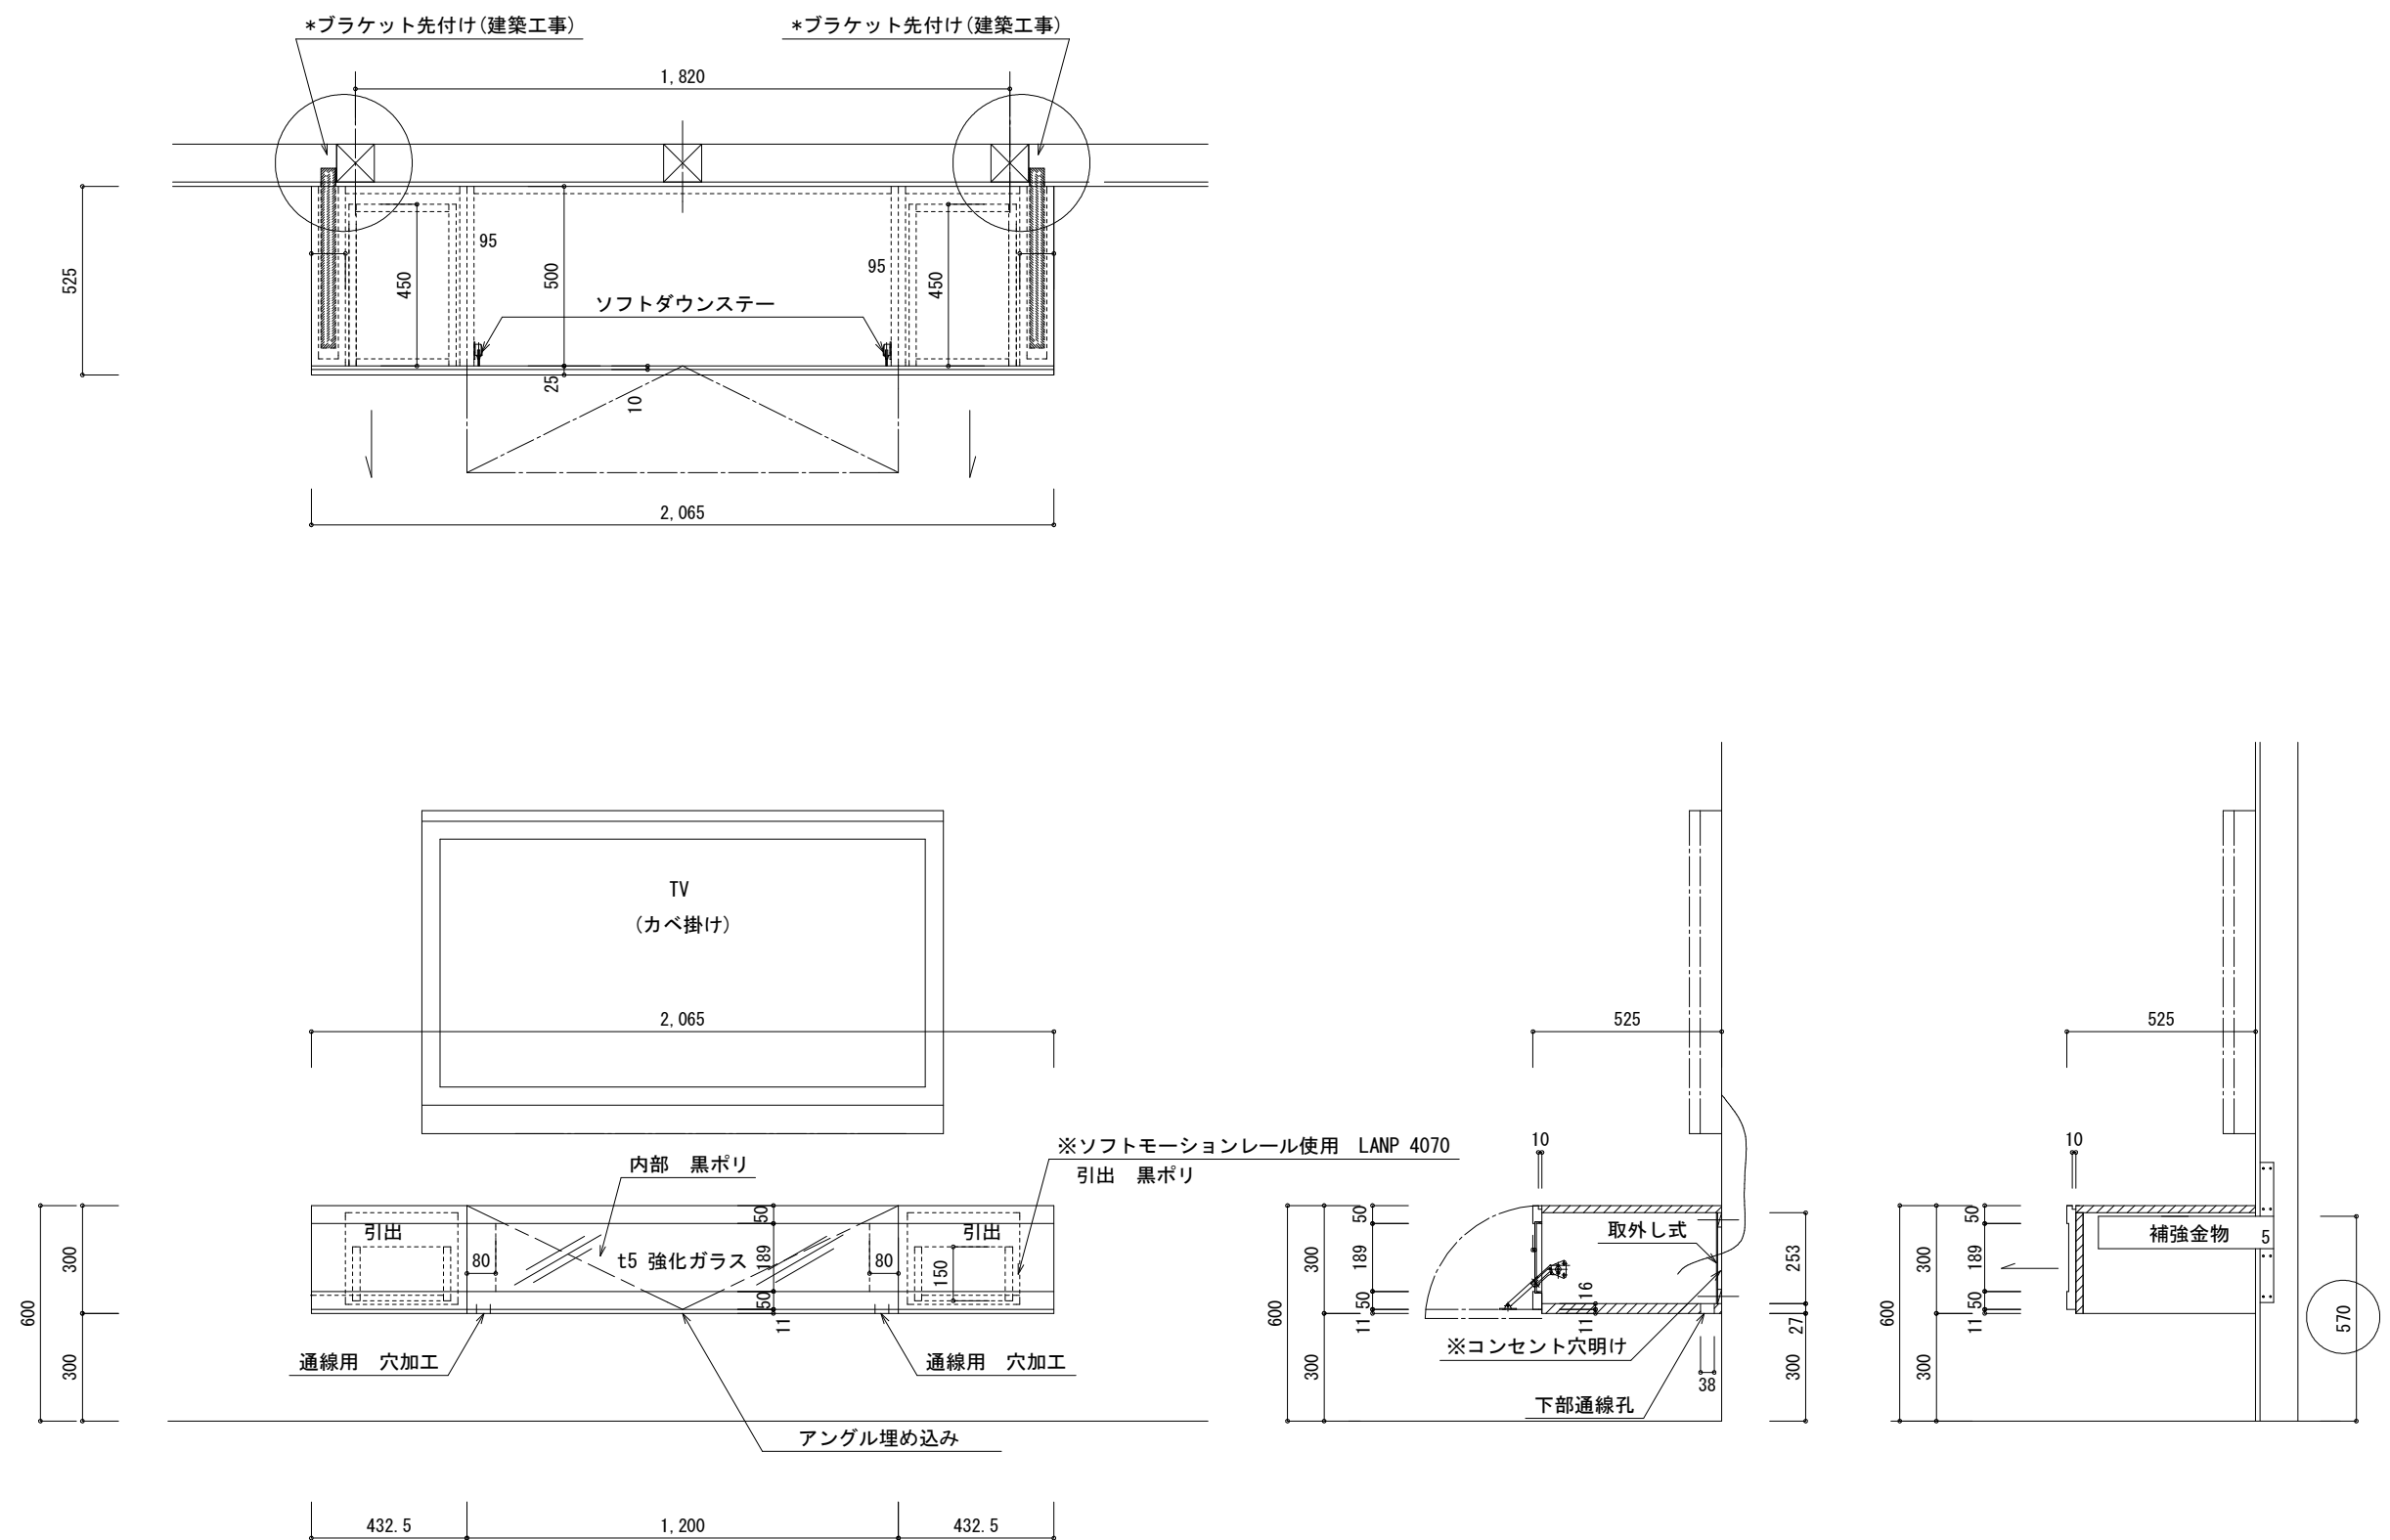 *ブラケット先付け(建築工事)
*ブラケット先付け(建築工事)
1,820
525
95
450
500
95
450
ソフトダウンステー
25
10
2,065
TV
(カベ掛け)
2,065
525
525
※ソフトモーションレール使用　LANP 4070
引出　黒ポリ
内部　黒ポリ
10
10
600
300
300
引出
80
t5 強化ガラス
50
189
50
11
80
引出
150
通線用　穴加工
通線用　穴加工
アングル埋め込み
432.5
1,200
432.5
600
300
300
50
189
50
11
取外し式
16
11
※コンセント穴明け
38
下部通線孔
253
27
300
600
300
300
50
189
50
11
補強金物
5
570